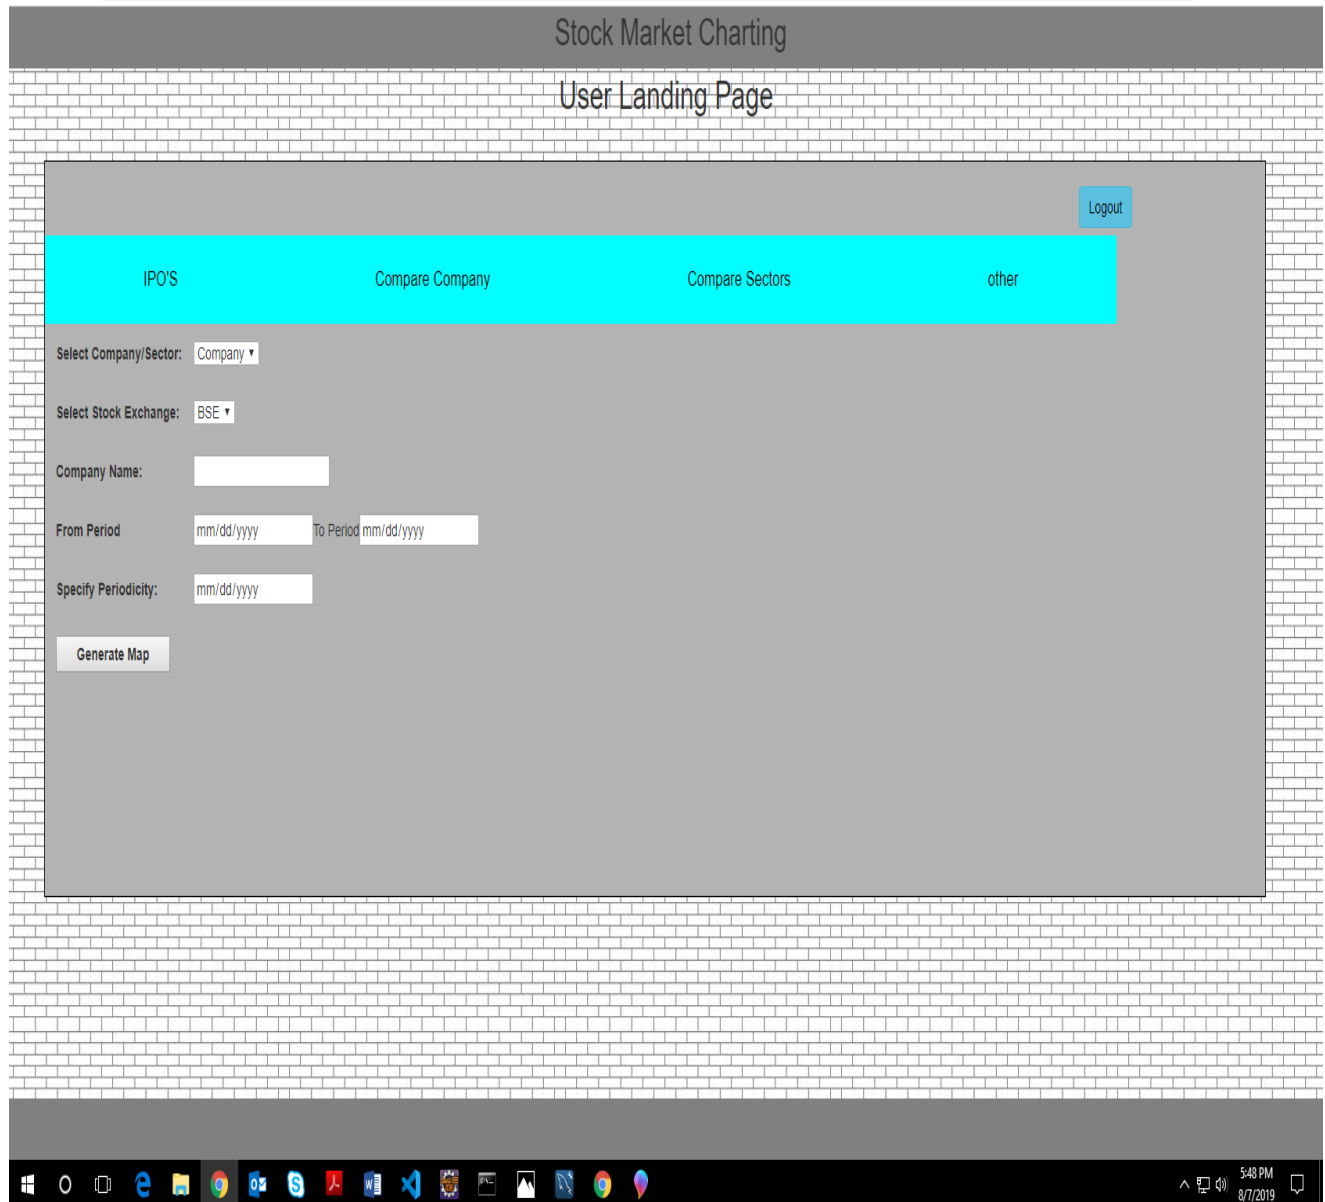 Stock Market Charting
User Landing Page
Logout
IPO'S Compare Company Compare Sectors other
Select Company/Sector: Company
Select Stock Exchange: BSE
Company Name:
From Period mm/dd/yyyy To Period mm/dd/yyyy
Specify Periodicity: mm/dd/yyyy
Generate Map
5:48 PM
8/7/2019